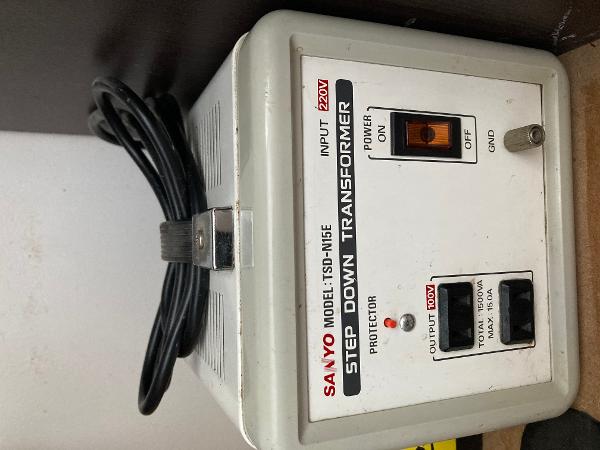 SANYO MODEL:TSD-N15E INPUT 220V
STEP DOWN TRANSFORMER
PROTECTOR
POWER
ON
OFF
GND
OUTPUT 100V
TOTAL : 1500VA
MAX. 15.0A